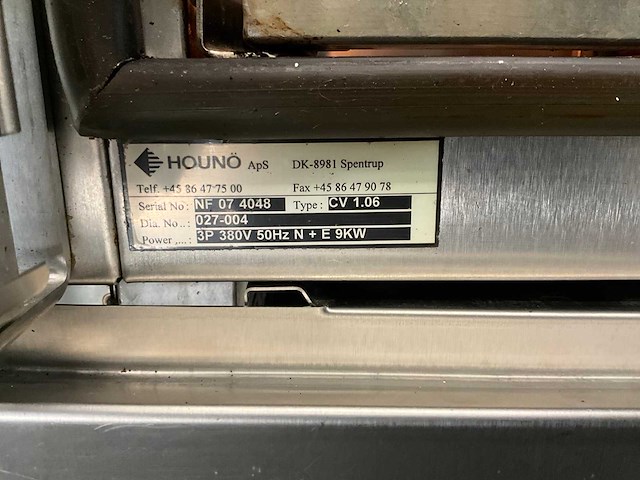 HOUNÖ ApS DK-8981 Spentrup
Telf. +45 86 47 75 00 Fax +45 86 47 90 78
Serial No: NF 07 4048 Type: CV 1.06
Dia. No..: 027-004
Power ,...: 3P 380V 50Hz N + E 9KW